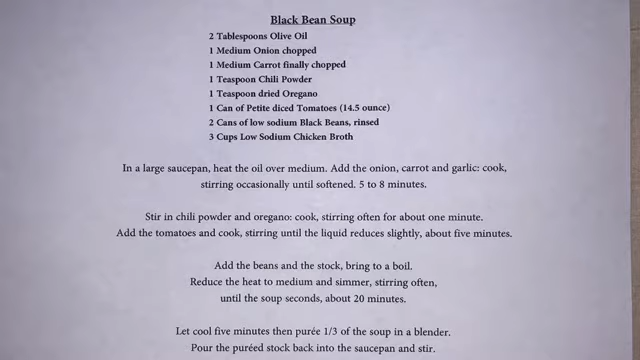 Black Bean Soup
2 Tablespoons Olive Oil
1 Medium Onion chopped
1 Medium Carrot finally chopped
1 Teaspoon Chili Powder
1 Teaspoon dried Oregano
1 Can of Petite diced Tomatoes (14.5 ounce)
2 Cans of low sodium Black Beans, rinsed
3 Cups Low Sodium Chicken Broth
In a large saucepan, heat the oil over medium. Add the onion, carrot and garlic: cook,
stirring occasionally until softened. 5 to 8 minutes.
Stir in chili powder and oregano: cook, stirring often for about one minute.
Add the tomatoes and cook, stirring until the liquid reduces slightly, about five minutes.
Add the beans and the stock, bring to a boil.
Reduce the heat to medium and simmer, stirring often,
until the soup seconds, about 20 minutes.
Let cool five minutes then purée 1/3 of the soup in a blender.
Pour the puréed stock back into the saucepan and stir.